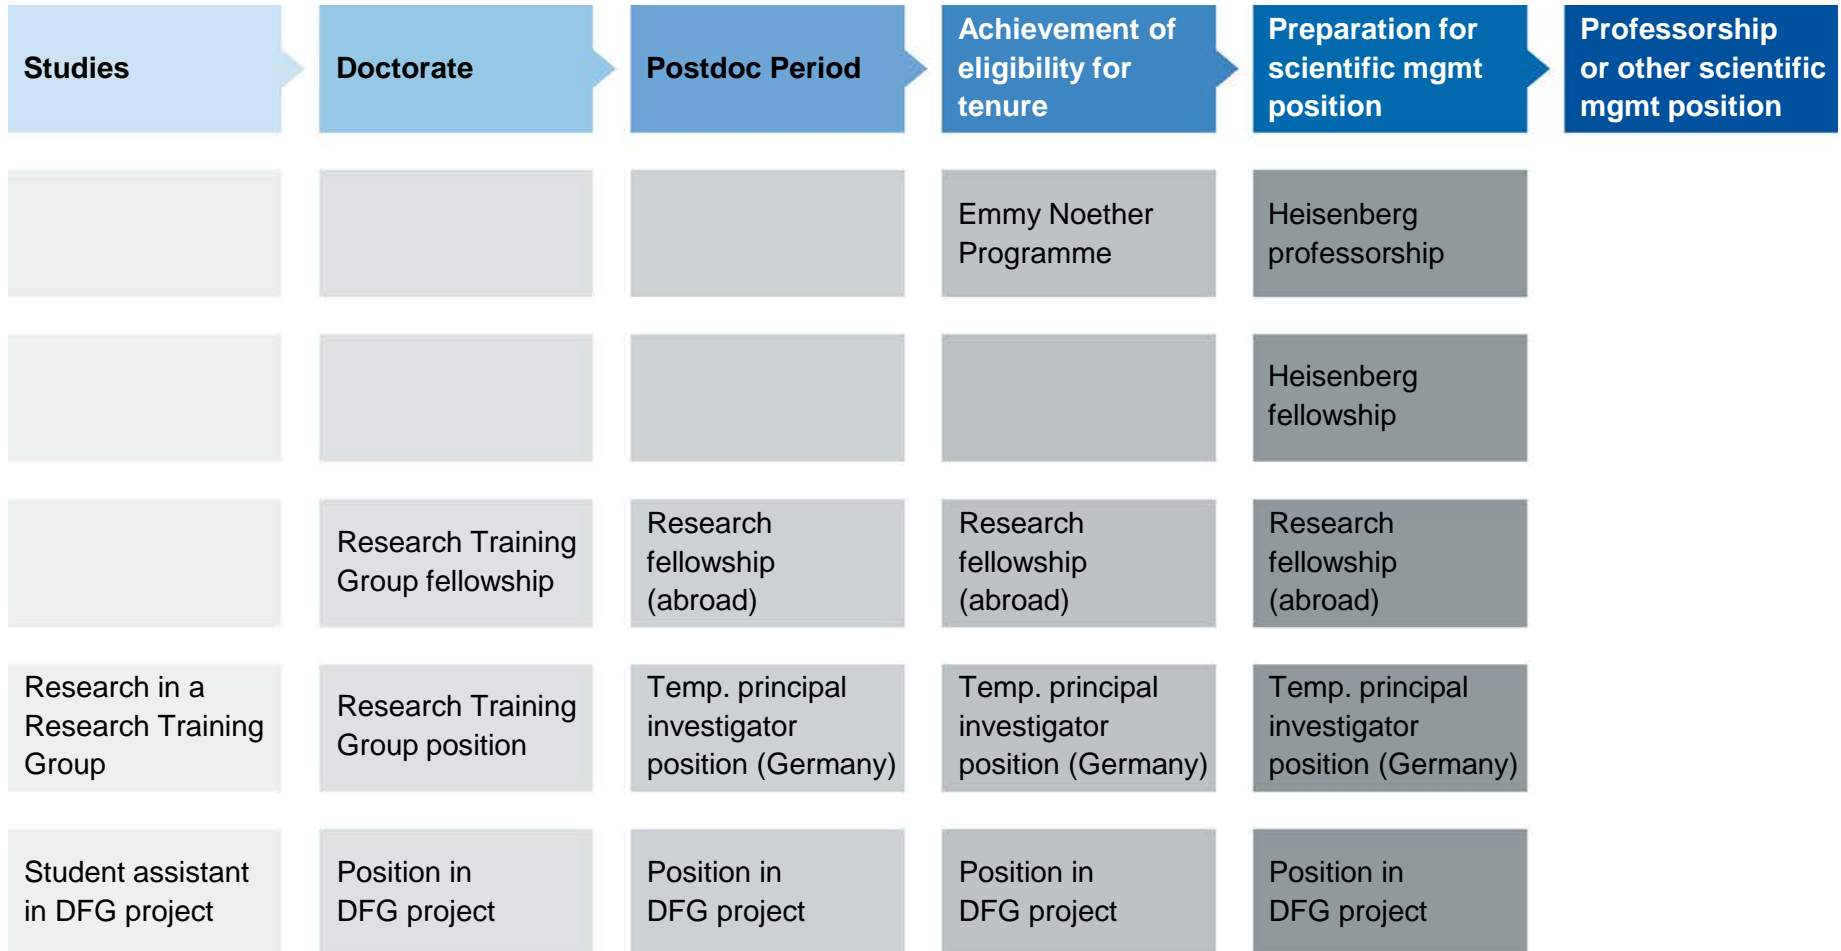 Studies
Doctorate
Postdoc Period
Achievement of
eligibility for
tenure
Preparation for
scientific mgmt
position
Professorship
or other scientific
mgmt position
Emmy Noether
Programme
Heisenberg
professorship
Heisenberg
fellowship
Research Training
Group fellowship
Research
fellowship
(abroad)
Research
fellowship
(abroad)
Research
fellowship
(abroad)
Research in a
Research Training
Group
Research Training
Group position
Temp. principal
investigator
position (Germany)
Temp. principal
investigator
position (Germany)
Temp. principal
investigator
position (Germany)
Student assistant
in DFG project
Position in
DFG project
Position in
DFG project
Position in
DFG project
Position in
DFG project